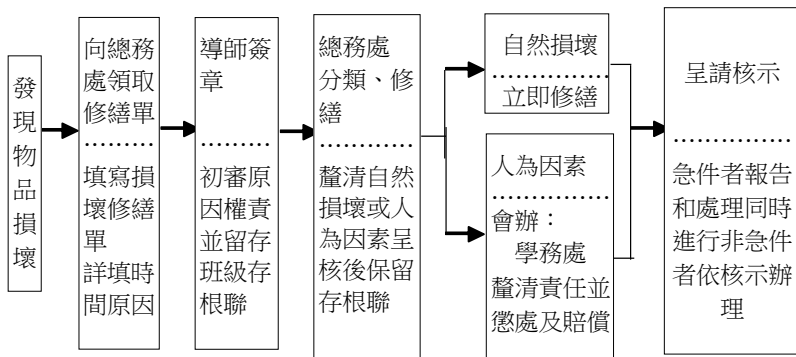 發現物品損壞
向總務
處領取
修繕單
………
填寫損
壞修繕
單
詳填時
間原因
導師簽
章
………
初審原
因權責
並留存
班級存
根聯
總務處
分類、修
繕
…………
釐清自然
損壞或人
為因素呈
核後保留
存根聯
自然損壞
……………
立即修繕
人為因素
……………
會辦：
學務處
釐清責任並
懲處及賠償
呈請核示
……………
急件者報告
和處理同時
進行非急件
者依核示辦
理